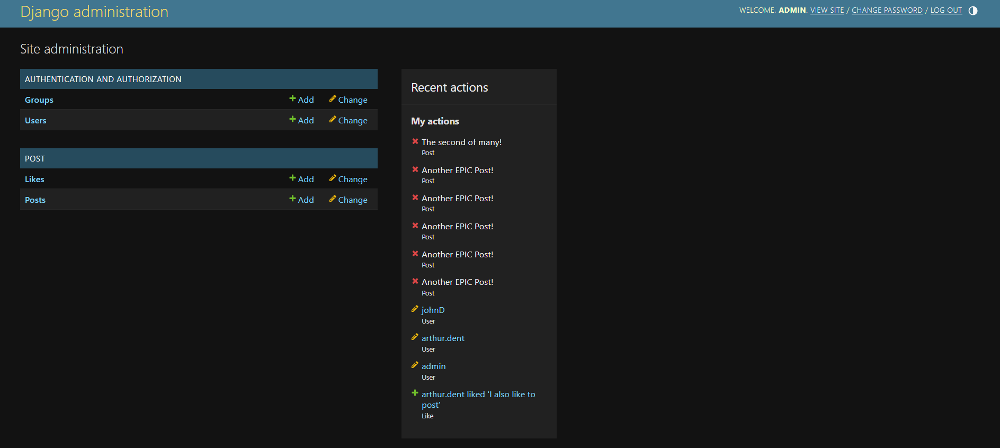 Django administration
WELCOME, ADMIN. VIEW SITE / CHANGE PASSWORD / LOG OUT
Site administration
AUTHENTICATION AND AUTHORIZATION
Groups Add Change
Users Add Change
POST
Likes Add Change
Posts Add Change
Recent actions
My actions
The second of many!
Post
Another EPIC Post!
Post
Another EPIC Post!
Post
Another EPIC Post!
Post
Another EPIC Post!
Post
Another EPIC Post!
Post
johnD
User
arthur.dent
User
admin
User
arthur.dent liked 'I also like to
post'
Like